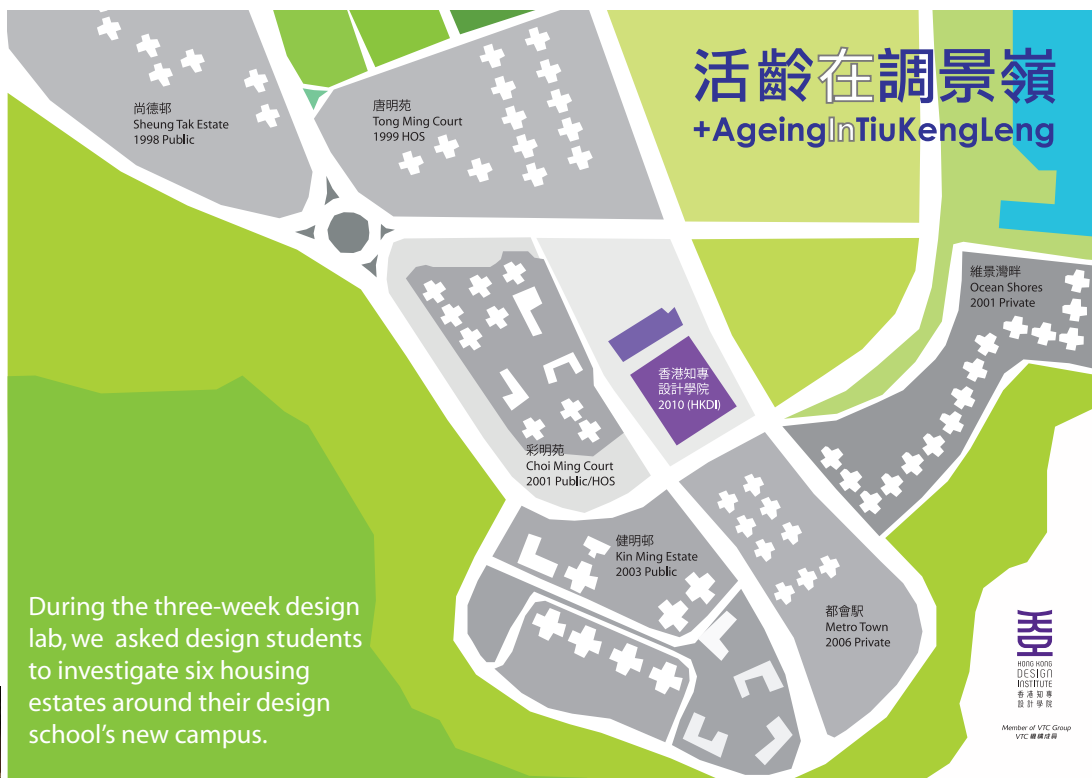 活齡在調景嶺
+AgeingInTiuKengLeng
尚德邨
Sheung Tak Estate
1998 Public
唐明苑
Tong Ming Court
1999 HOS
維景灣畔
Ocean Shores
2001 Private
香港知專
設計學院
2010 (HKDI)
彩明苑
Choi Ming Court
2001 Public/HOS
健明邨
Kin Ming Estate
2003 Public
都會駅
Metro Town
2006 Private
During the three-week design
lab, we asked design students
to investigate six housing
estates around their design
school's new campus.
HONG KONG
DESIGN
INSTITUTE
香港知專
設計學院
Member of VTC Group
VTC 機構成員